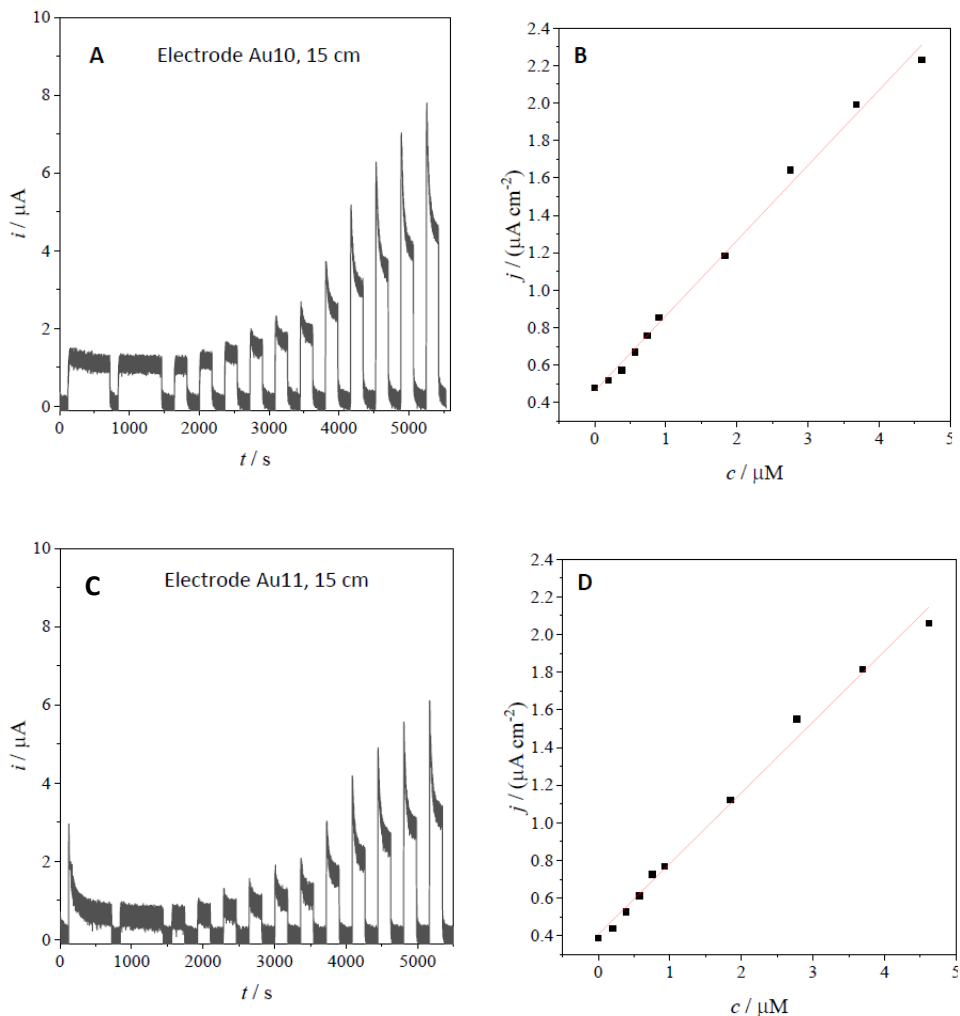 A
Electrode Au10, 15 cm
i / µA
10
8
6
4
2
0
0 1000 2000 3000 4000 5000
t / s
B
j / (µA cm-2)
2.4
2.2
2.0
1.8
1.6
1.4
1.2
1.0
0.8
0.6
0.4
0 1 2 3 4 5
c / µM
C
Electrode Au11, 15 cm
i / µA
10
8
6
4
2
0
0 1000 2000 3000 4000 5000
t / s
D
j / (µA cm-2)
2.4
2.2
2.0
1.8
1.6
1.4
1.2
1.0
0.8
0.6
0.4
0 1 2 3 4 5
c / µM